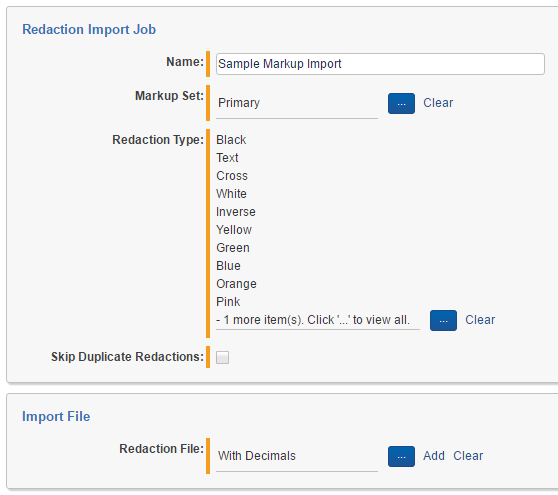 Redaction Import Job
Name: Sample Markup Import
Markup Set: Primary ... Clear
Redaction Type: Black
Text
Cross
White
Inverse
Yellow
Green
Blue
Orange
Pink
- 1 more item(s). Click '...' to view all. ... Clear
Skip Duplicate Redactions:
Import File
Redaction File: With Decimals ... Add Clear